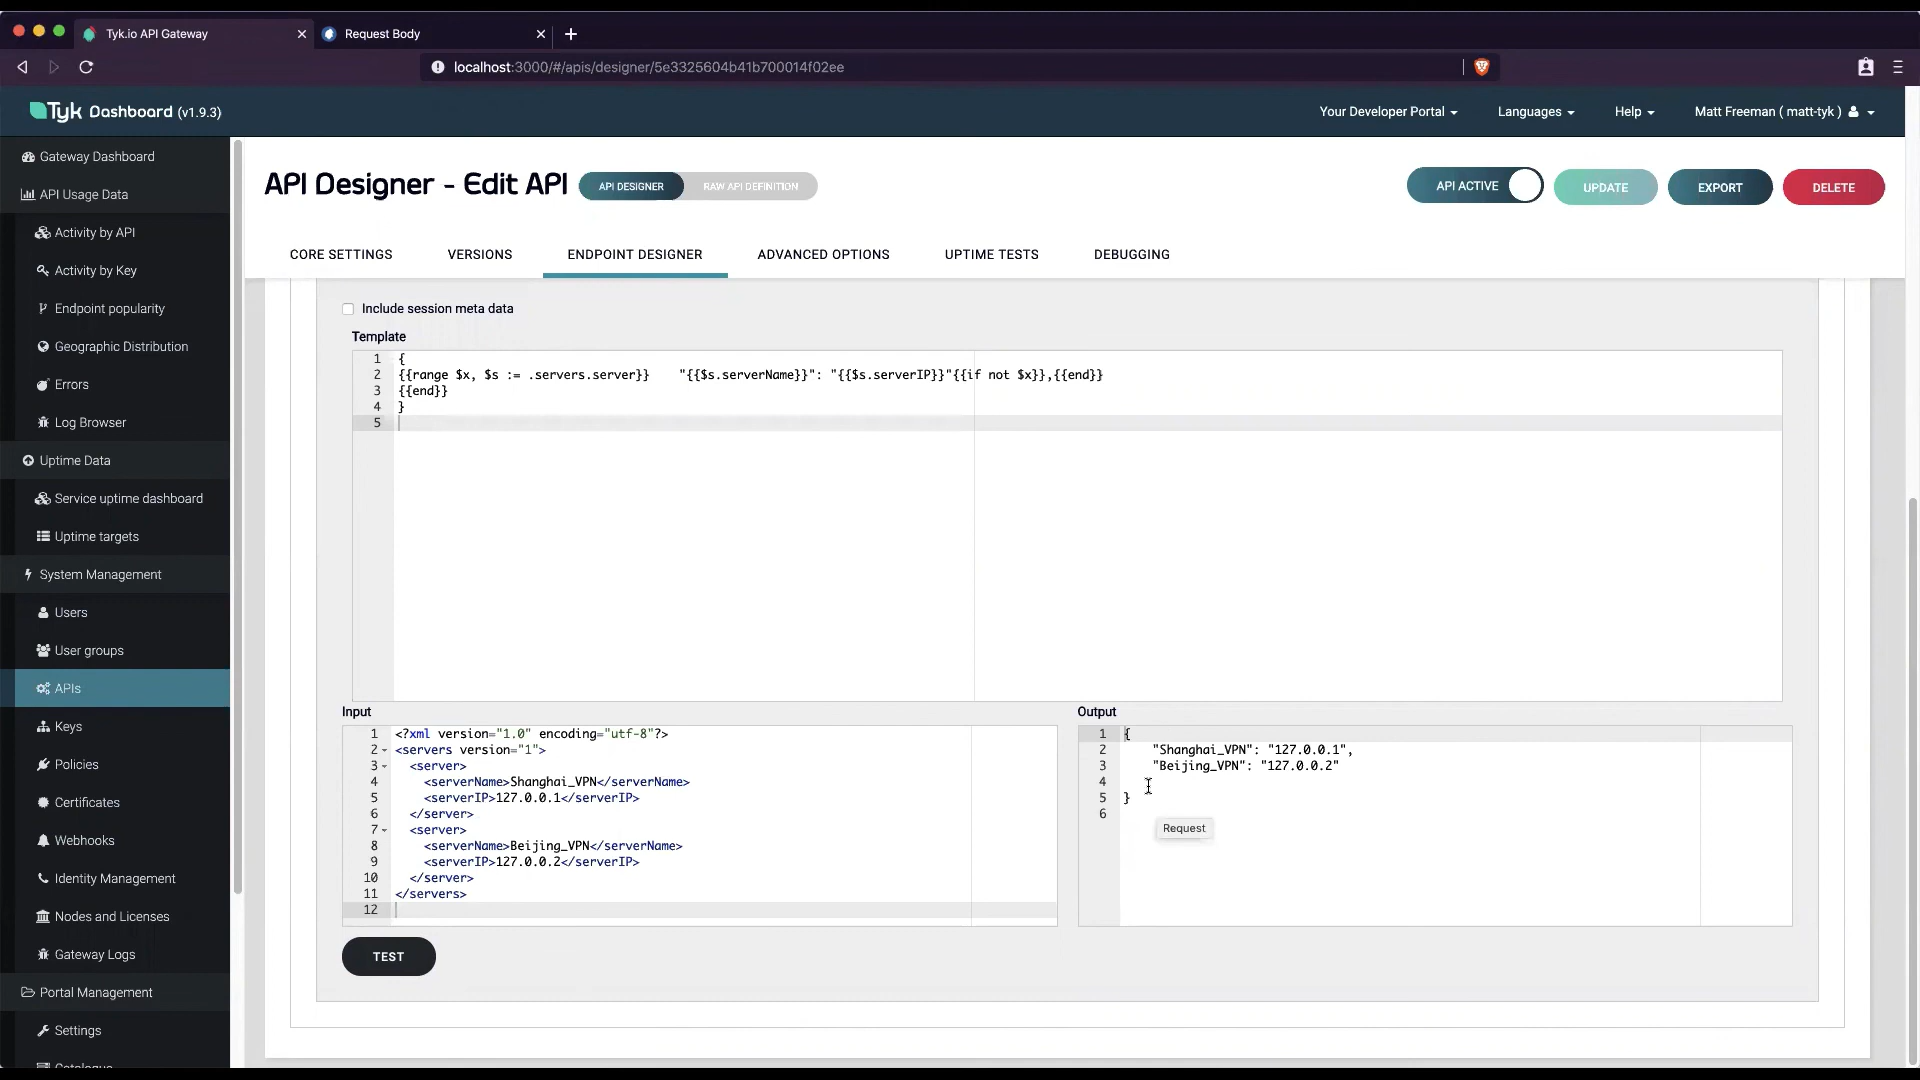 Tyk.io API Gateway
Request Body
localhost:3000/#/apis/designer/5e3325604b41b700014f02ee
Tyk Dashboard (v1.9.3)
Your Developer Portal
Languages
Help
Matt Freeman ( matt-tyk )
Gateway Dashboard
API Usage Data
Activity by API
Activity by Key
Endpoint popularity
Geographic Distribution
Errors
Log Browser
Uptime Data
Service uptime dashboard
Uptime targets
System Management
Users
User groups
APIs
Keys
Policies
Certificates
Webhooks
Identity Management
Nodes and Licenses
Gateway Logs
Portal Management
Settings
Catalogue
API Designer - Edit API
API DESIGNER
RAW API DEFINITION
API ACTIVE
UPDATE
EXPORT
DELETE
CORE SETTINGS
VERSIONS
ENDPOINT DESIGNER
ADVANCED OPTIONS
UPTIME TESTS
DEBUGGING
Include session meta data
Template
1 {
2 {{range $x, $s := .servers.server}}    "{{$s.serverName}}": "{{$s.serverIP}}"{{if not $x}},{{end}}
3 {{end}}
4 }
5
Input
1 <?xml version="1.0" encoding="utf-8"?>
2 <servers version="1">
3   <server>
4     <serverName>Shanghai_VPN</serverName>
5     <serverIP>127.0.0.1</serverIP>
6   </server>
7   <server>
8     <serverName>Beijing_VPN</serverName>
9     <serverIP>127.0.0.2</serverIP>
10   </server>
11 </servers>
12
Output
1 {
2     "Shanghai_VPN": "127.0.0.1",
3     "Beijing_VPN": "127.0.0.2"
4
5 }
6
Request
TEST